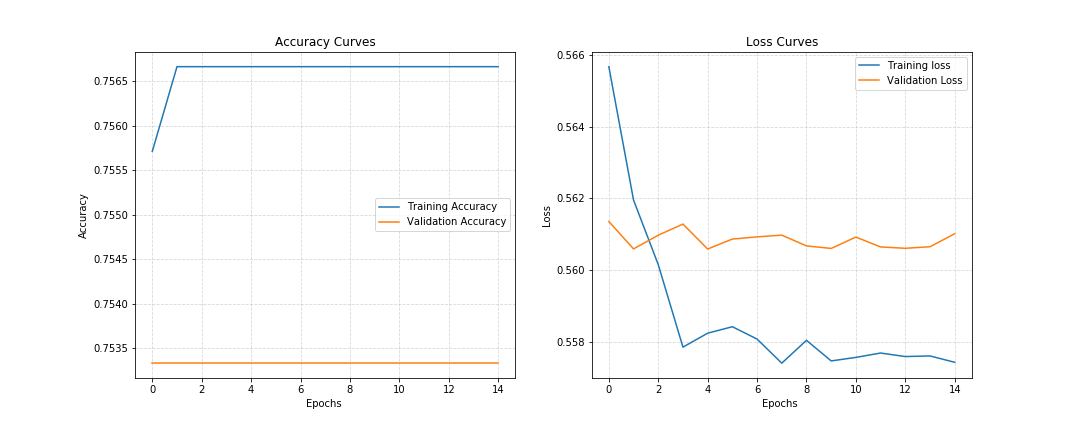 Accuracy Curves
0.7565
0.7560
0.7555
0.7550
0.7545
0.7540
0.7535
Accuracy
Training Accuracy
Validation Accuracy
0 2 4 6 8 10 12 14
Epochs
Loss Curves
0.566
0.564
0.562
0.560
0.558
Loss
Training loss
Validation Loss
0 2 4 6 8 10 12 14
Epochs